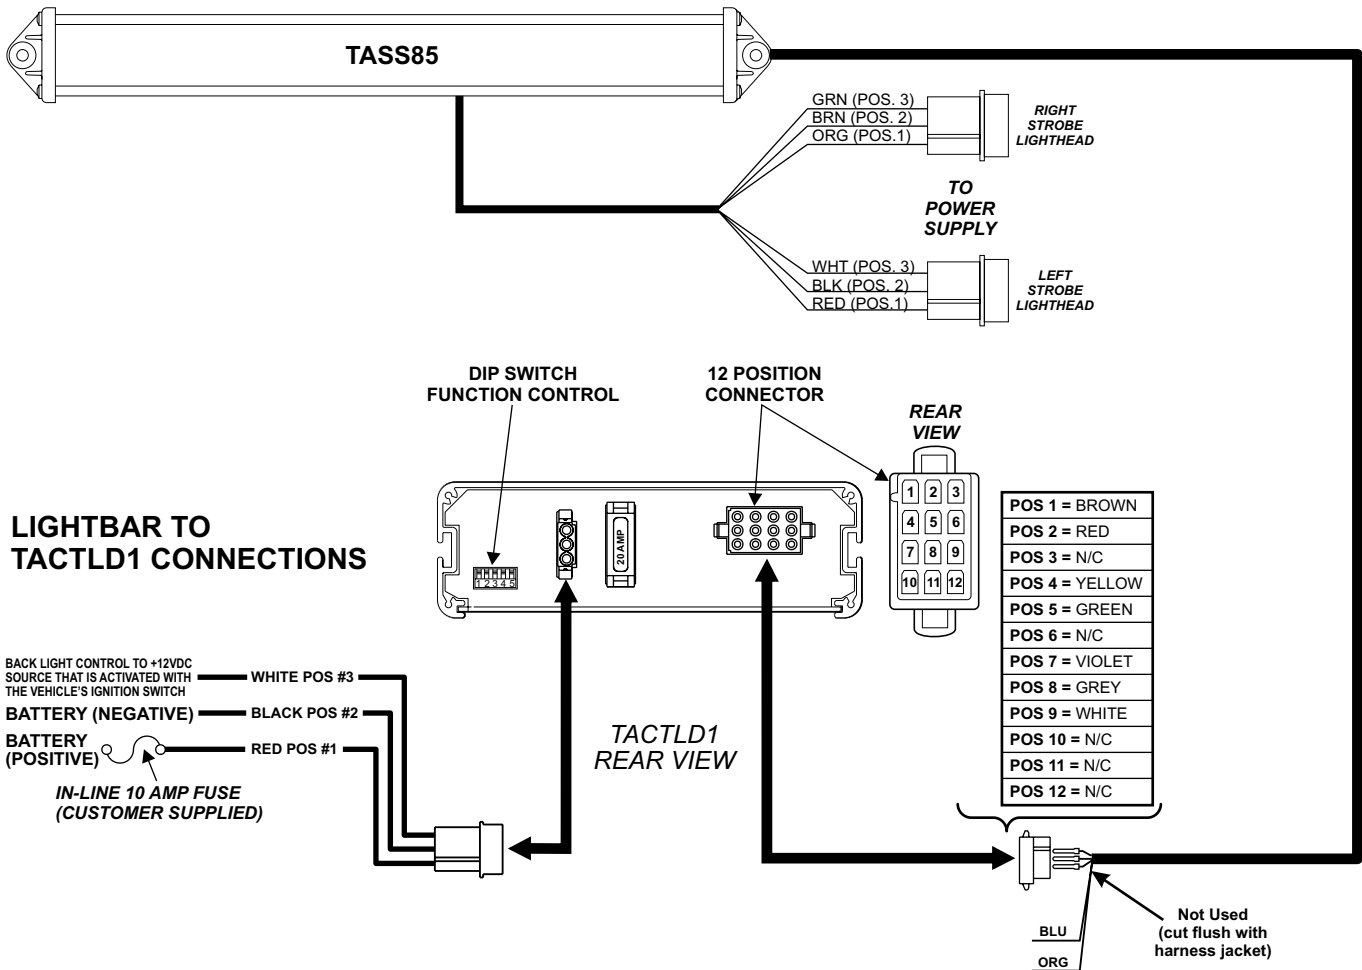 TASS85
GRN (POS. 3)
BRN (POS. 2)
ORG (POS.1)
RIGHT
STROBE
LIGHTHEAD
TO
POWER
SUPPLY
WHT (POS. 3)
BLK (POS. 2)
RED (POS.1)
LEFT
STROBE
LIGHTHEAD
DIP SWITCH
FUNCTION CONTROL
12 POSITION
CONNECTOR
REAR
VIEW
1 2 3
4 5 6
7 8 9
10 11 12
20 AMP
1 2 3 4 5
LIGHTBAR TO
TACTLD1 CONNECTIONS
POS 1 = BROWN
POS 2 = RED
POS 3 = N/C
POS 4 = YELLOW
POS 5 = GREEN
POS 6 = N/C
POS 7 = VIOLET
POS 8 = GREY
POS 9 = WHITE
POS 10 = N/C
POS 11 = N/C
POS 12 = N/C
BACK LIGHT CONTROL TO +12VDC
SOURCE THAT IS ACTIVATED WITH
THE VEHICLE'S IGNITION SWITCH
WHITE POS #3
BATTERY (NEGATIVE)
BLACK POS #2
BATTERY
(POSITIVE)
RED POS #1
IN-LINE 10 AMP FUSE
(CUSTOMER SUPPLIED)
TACTLD1
REAR VIEW
BLU
ORG
Not Used
(cut flush with
harness jacket)